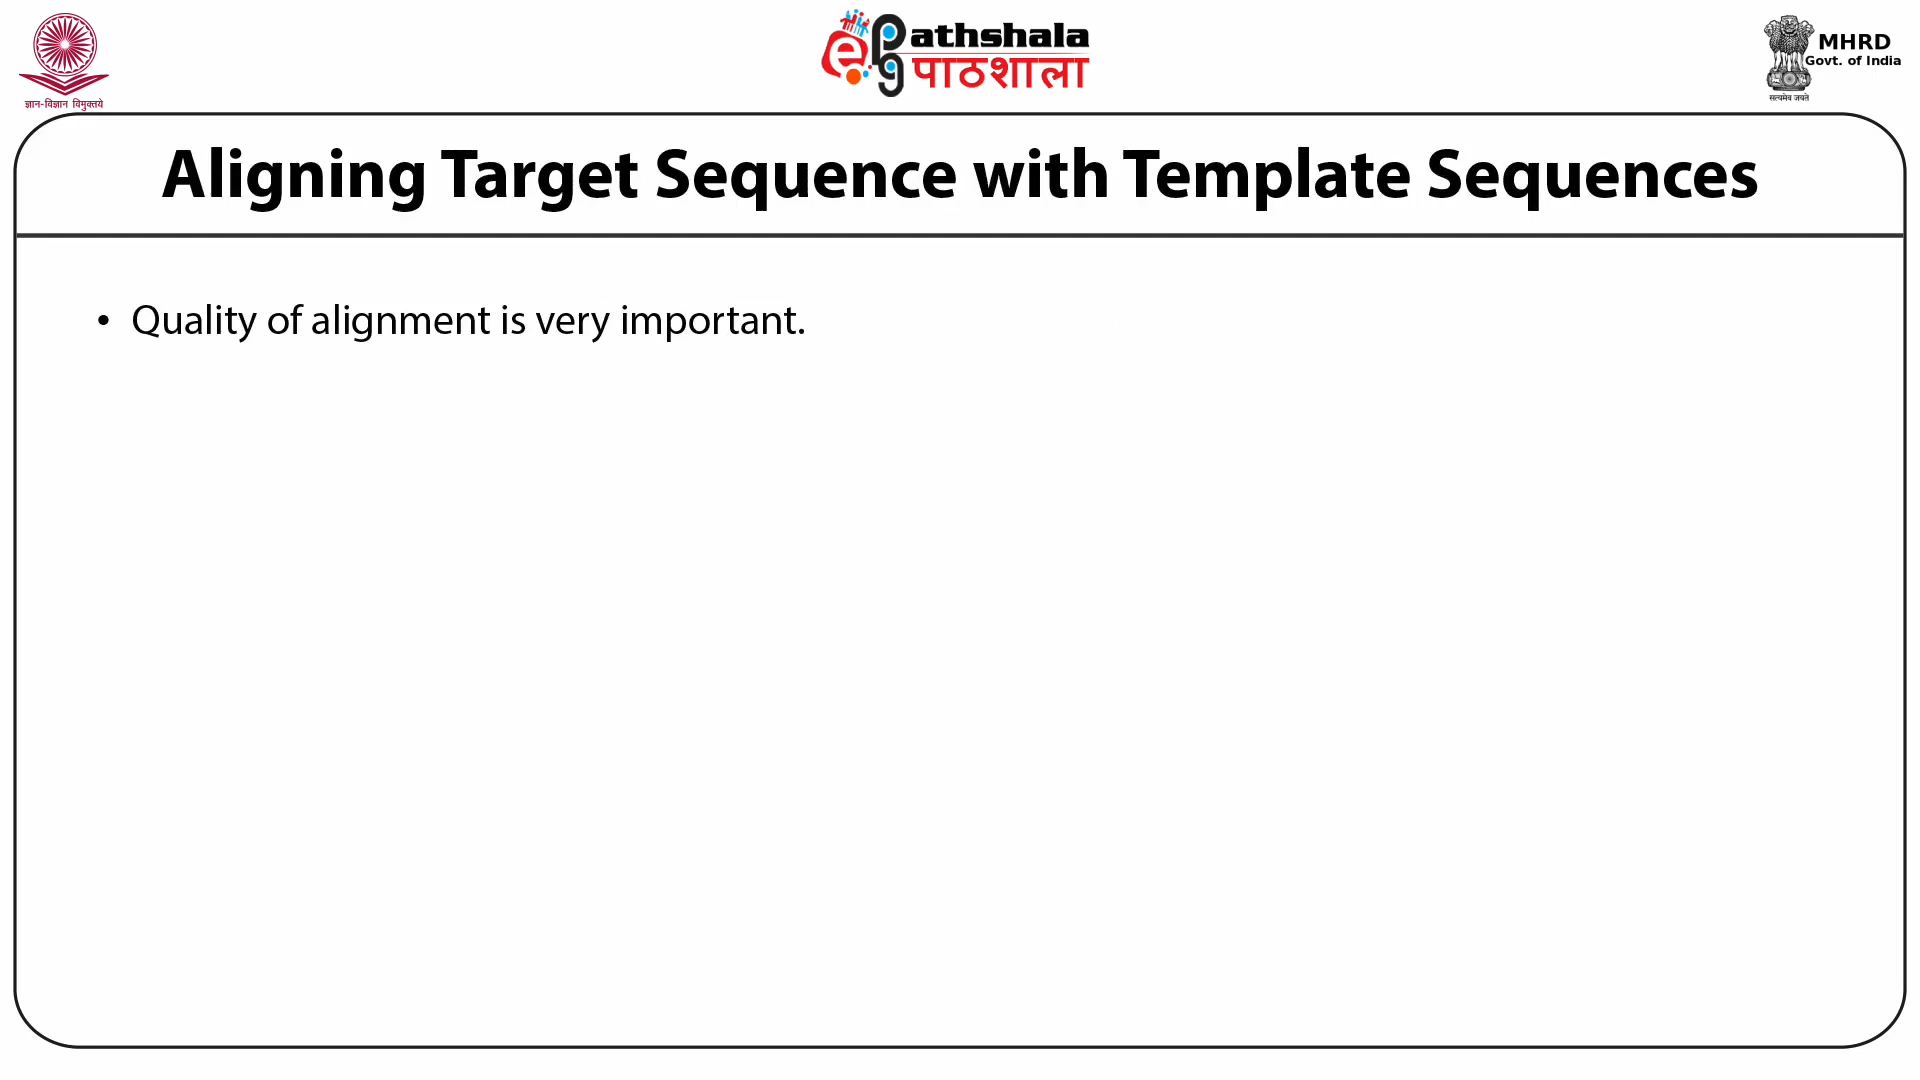 ज्ञान-विज्ञान विमुक्तये
e pg athshala
पाठशाला
MHRD
Govt. of India
सत्यमेव जयते
Aligning Target Sequence with Template Sequences
• Quality of alignment is very important.